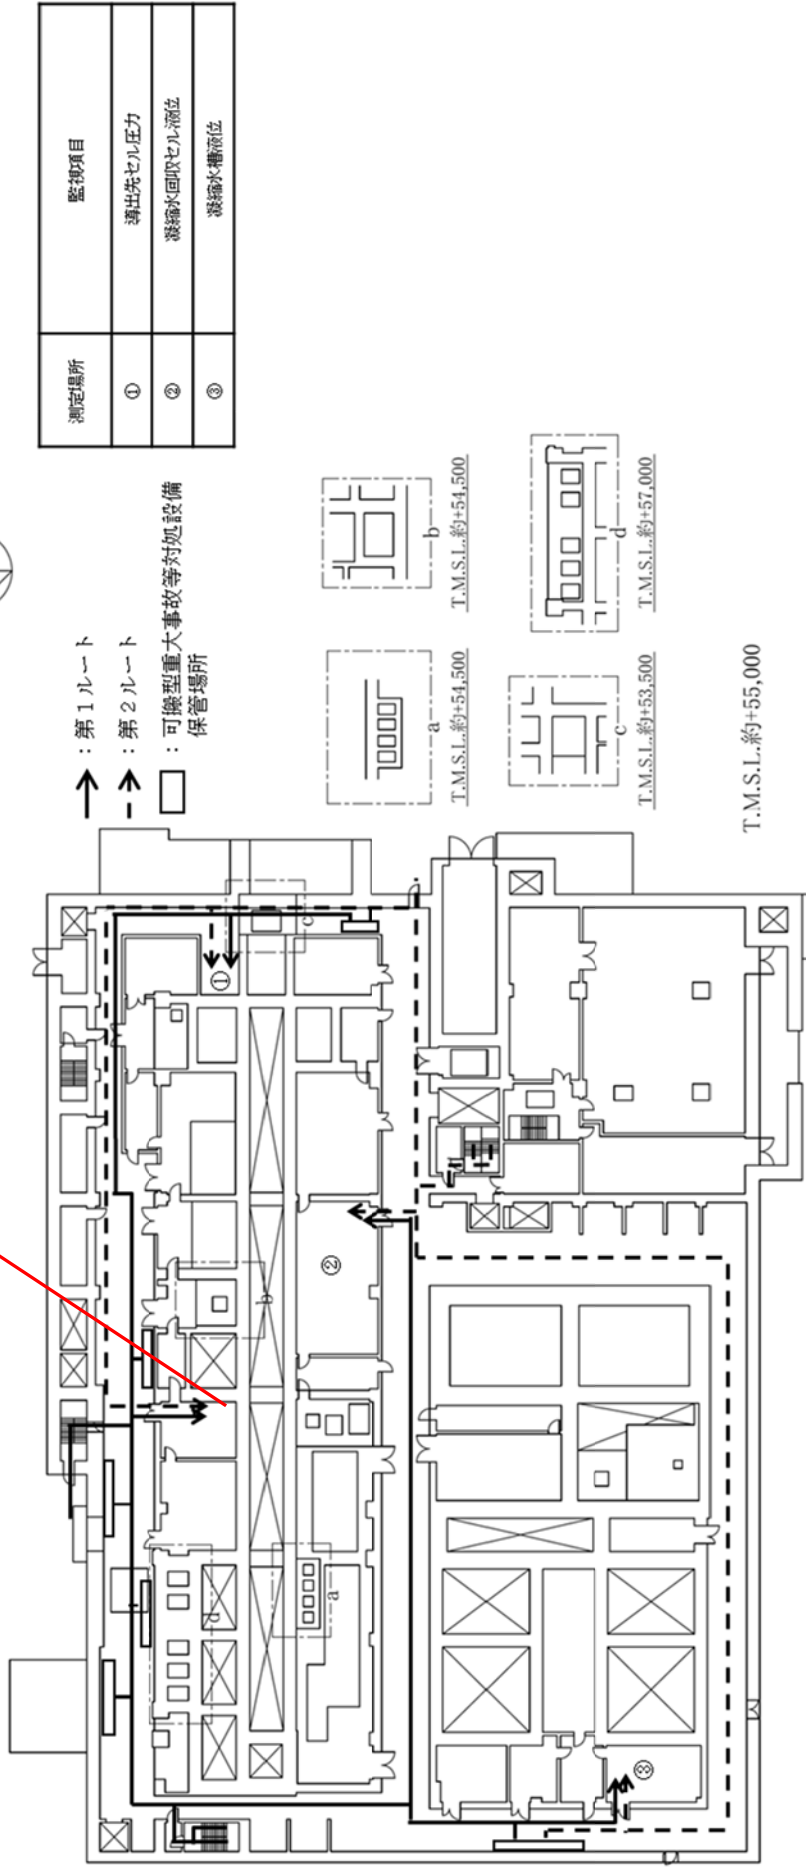 測定場所 監視項目
① 導出先セル圧力
② 凝縮水回収セル液位
③ 凝縮水槽液位
：第１ルート
：第２ルート
：可搬型重大事故等対処設備
保管場所
a
T.M.S.L.約+54,500
b
T.M.S.L.約+54,500
c
T.M.S.L.約+53,500
d
T.M.S.L.約+57,000
T.M.S.L.約+55,000
①
c
②
b
d
a
③